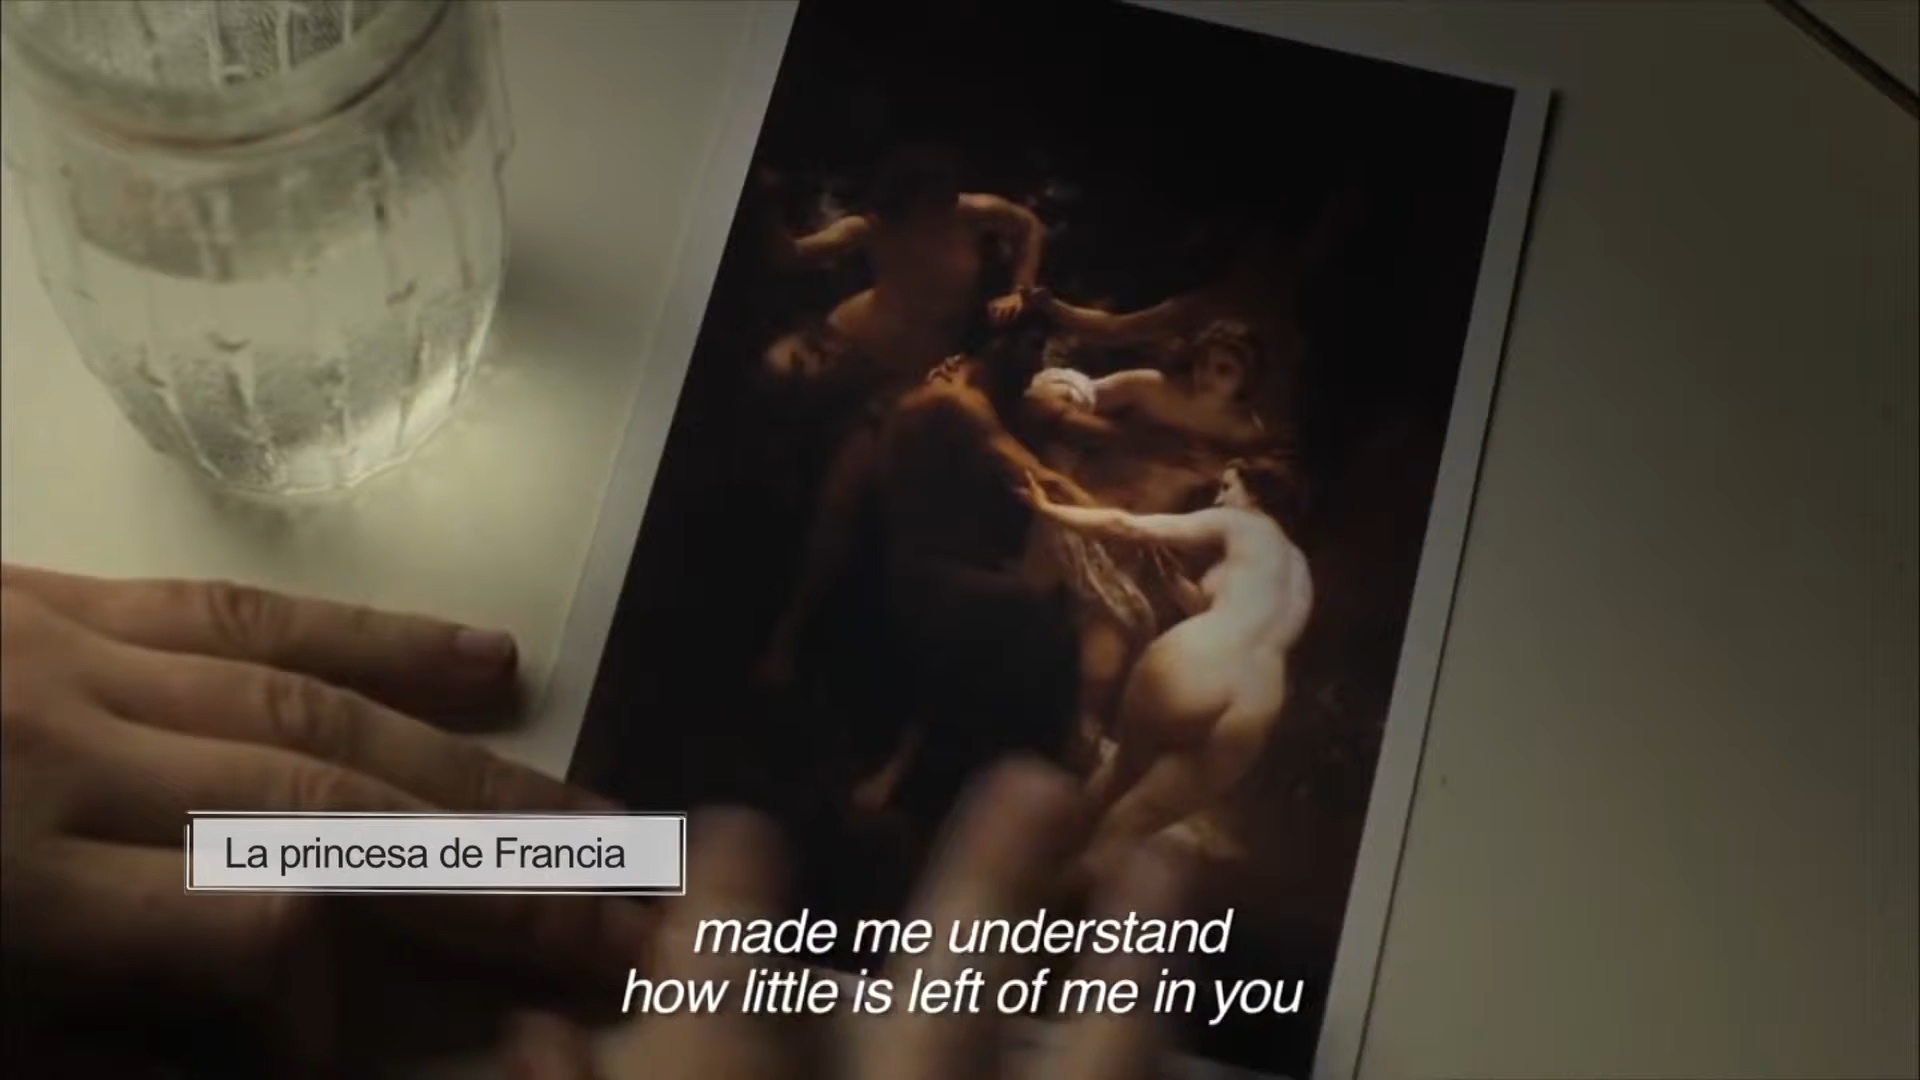 La princesa de Francia
made me understand
how little is left of me in you